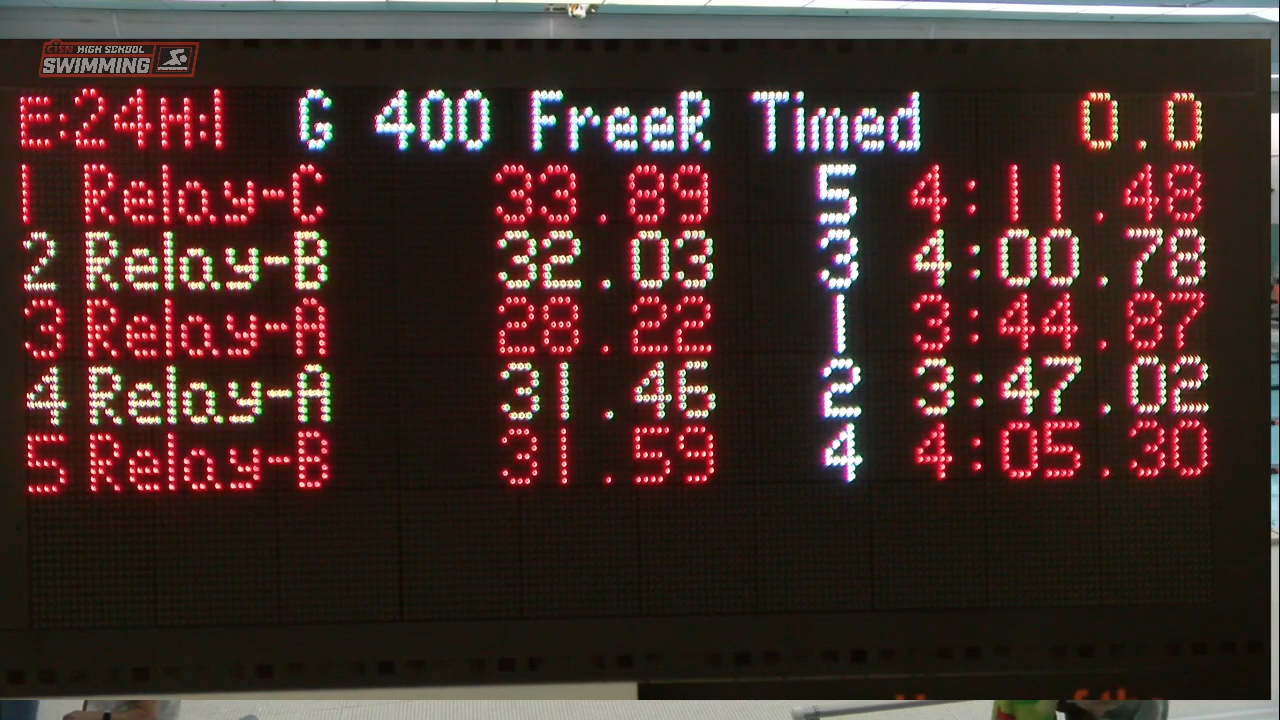 CISN HIGH SCHOOL
SWIMMING
E:24H:1 G 400 FreeR Timed 0.0
1 Relay-C 33.89 5 4:11.48
2 Relay-B 32.03 3 4:00.78
3 Relay-A 28.22 1 3:44.87
4 Relay-A 31.46 2 3:47.02
5 Relay-B 31.59 4 4:05.30